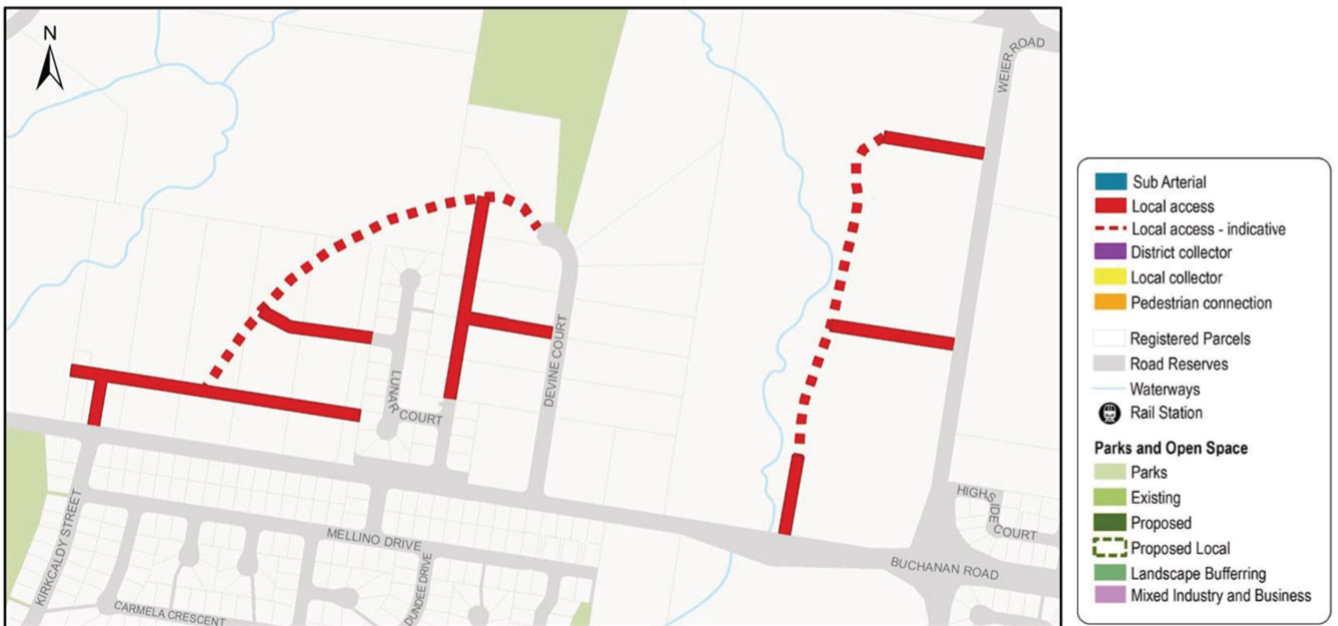 N
WEIER ROAD
DEVINE COURT
LUNAR COURT
KIRKCALDY STREET
MELLINO DRIVE
DUNDEE DRIVE
CARMELA CRESCENT
BUCHANAN ROAD
HIGHSIDE COURT
Sub Arterial
Local access
Local access - indicative
District collector
Local collector
Pedestrian connection
Registered Parcels
Road Reserves
Waterways
Rail Station
Parks and Open Space
Parks
Existing
Proposed
Proposed Local
Landscape Bufferring
Mixed Industry and Business